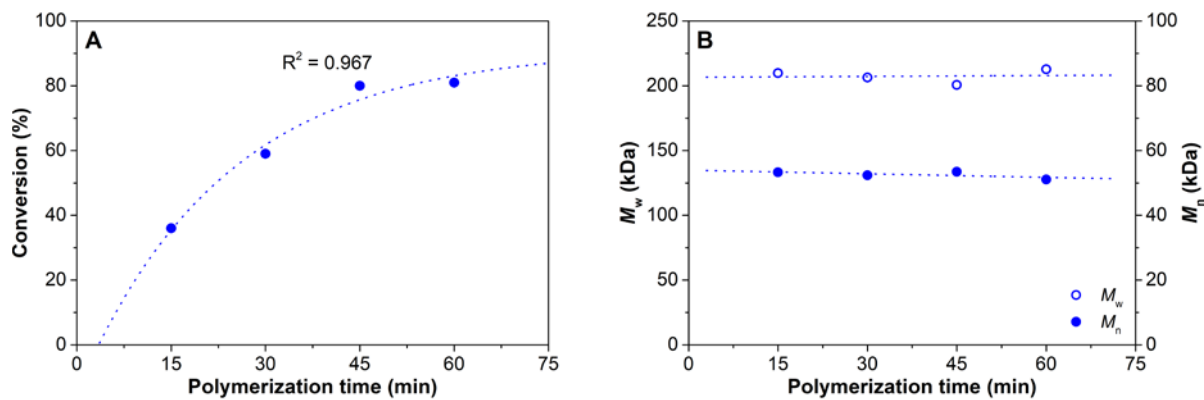 A
R² = 0.967
Conversion (%)
100
80
60
40
20
0
0 15 30 45 60 75
Polymerization time (min)
B
Mw (kDa)
250
200
150
100
50
0
Mn (kDa)
100
80
60
40
20
0
Mw
Mn
0 15 30 45 60 75
Polymerization time (min)